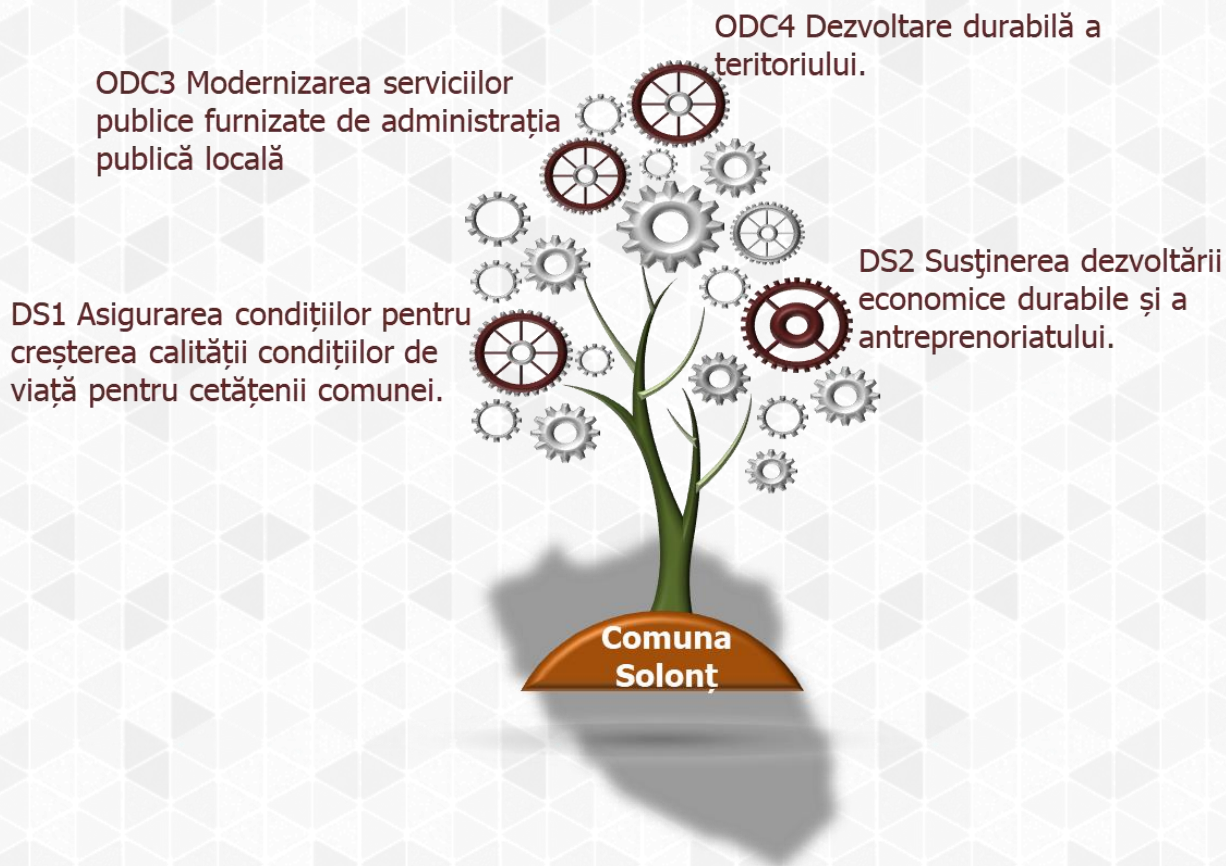 ODC4 Dezvoltare durabilă a
teritoriului.
ODC3 Modernizarea serviciilor
publice furnizate de administrația
publică locală
DS2 Susţinerea dezvoltării
economice durabile și a
antreprenoriatului.
DS1 Asigurarea condițiilor pentru
creșterea calității condițiilor de
viață pentru cetățenii comunei.
Comuna
Solonț